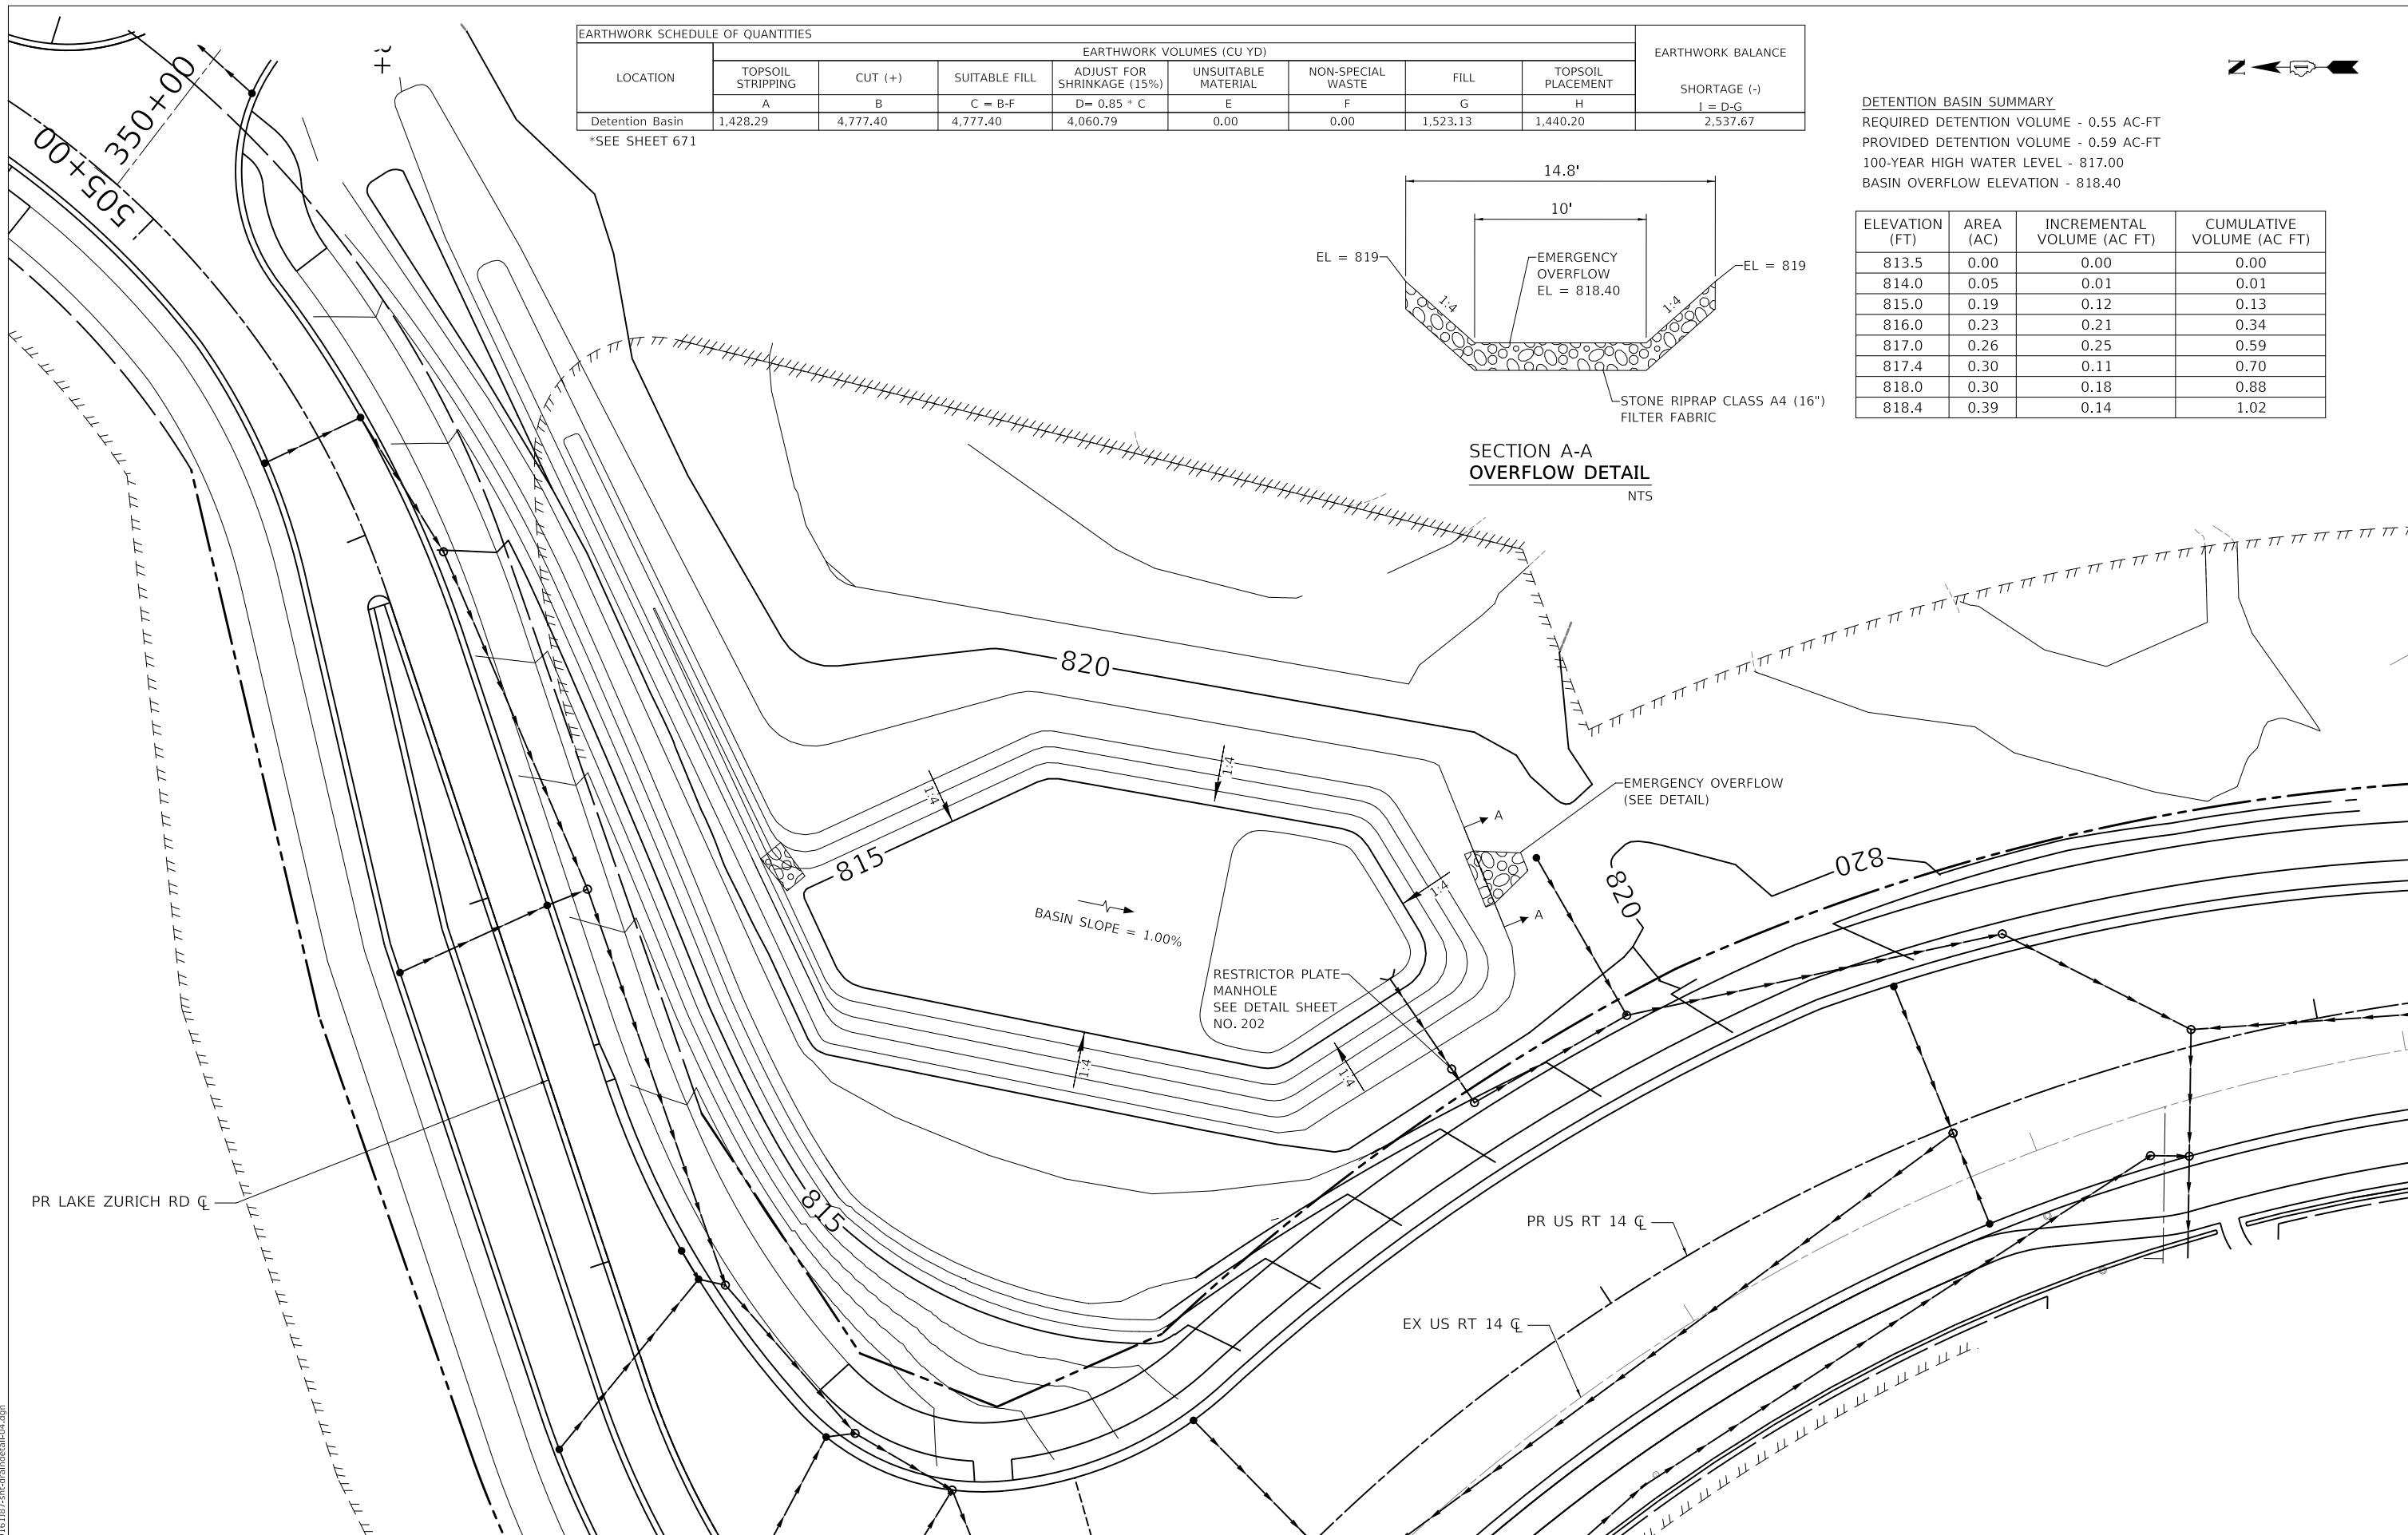 EARTHWORK SCHEDULE OF QUANTITIES
LOCATION
EARTHWORK VOLUMES (CU YD)
EARTHWORK BALANCE
TOPSOIL STRIPPING
CUT (+)
SUITABLE FILL
ADJUST FOR SHRINKAGE (15%)
UNSUITABLE MATERIAL
NON-SPECIAL WASTE
FILL
TOPSOIL PLACEMENT
SHORTAGE (-)
A B C = B-F D= 0.85 * C E F G H I = D-G
Detention Basin 1,428.29 4,777.40 4,777.40 4,060.79 0.00 0.00 1,523.13 1,440.20 2,537.67
*SEE SHEET 671
N
DETENTION BASIN SUMMARY
REQUIRED DETENTION VOLUME - 0.55 AC-FT
PROVIDED DETENTION VOLUME - 0.59 AC-FT
100-YEAR HIGH WATER LEVEL - 817.00
BASIN OVERFLOW ELEVATION - 818.40
ELEVATION (FT) AREA (AC) INCREMENTAL VOLUME (AC FT) CUMULATIVE VOLUME (AC FT)
813.5 0.00 0.00 0.00
814.0 0.05 0.01 0.01
815.0 0.19 0.12 0.13
816.0 0.23 0.21 0.34
817.0 0.26 0.25 0.59
817.4 0.30 0.11 0.70
818.0 0.30 0.18 0.88
818.4 0.39 0.14 1.02
14.8'
10'
EL = 819
EMERGENCY
OVERFLOW
EL = 818.40
EL = 819
1:4
1:4
STONE RIPRAP CLASS A4 (16")
FILTER FABRIC
SECTION A-A
OVERFLOW DETAIL
NTS
350+00
505+00
820
1:4
1:4
EMERGENCY OVERFLOW
(SEE DETAIL)
A
815
820
820
1:4
A
BASIN SLOPE = 1.00%
RESTRICTOR PLATE
MANHOLE
SEE DETAIL SHEET
NO. 202
1:4
1:4
815
PR LAKE ZURICH RD ℄
PR US RT 14 ℄
EX US RT 14 ℄